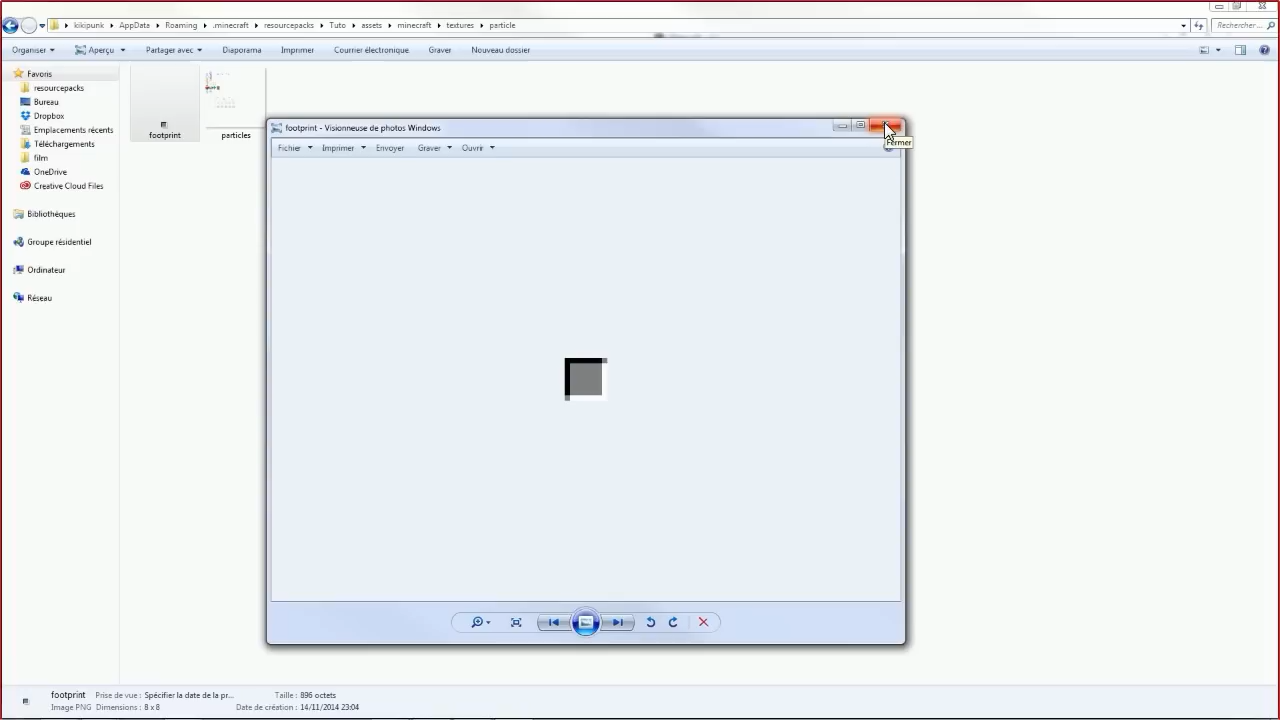 kikipunk ▸ AppData ▸ Roaming ▸ .minecraft ▸ resourcepacks ▸ Tuto ▸ assets ▸ minecraft ▸ textures ▸ particle
Rechercher ...
Organiser Aperçu Partager avec Diaporama Imprimer Courrier électronique Graver Nouveau dossier
Favoris
resourcepacks
Bureau
Dropbox
Emplacements récents
Téléchargements
film
OneDrive
Creative Cloud Files
Bibliothèques
Groupe résidentiel
Ordinateur
Réseau
footprint
particles
footprint - Visionneuse de photos Windows
Fermer
Fichier Imprimer Envoyer Graver Ouvrir
footprint Prise de vue : Spécifier la date de la pr... Taille : 896 octets
Image PNG Dimensions : 8 x 8 Date de création : 14/11/2014 23:04